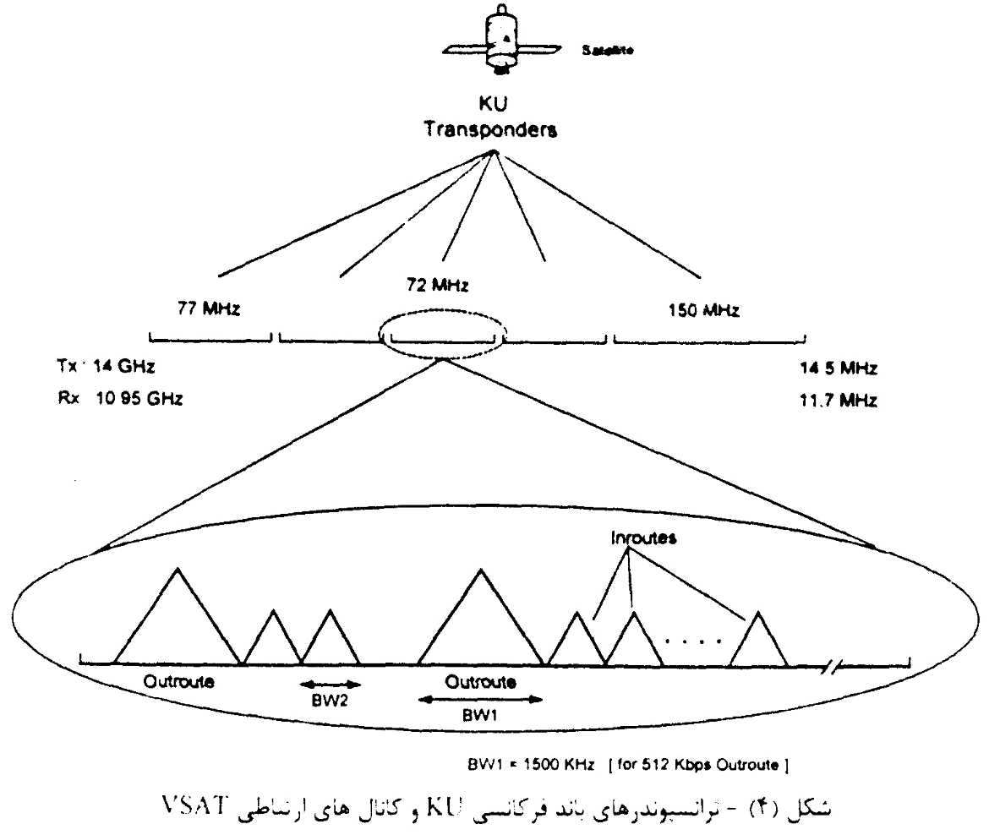 Satellite
KU
Transponders
72 MHz
77 MHz
150 MHz
Tx: 14 GHz
14 5 MHz
Rx 10 95 GHz
11.7 MHz
Inroutes
Outroute
Outroute
BW2
BW1
BW1 = 1500 KHz [ for 512 Kbps Outroute ]
شکل (۴) - ترانسپوندرهای باند فرکانسی KU و کانال های ارتباطی VSAT